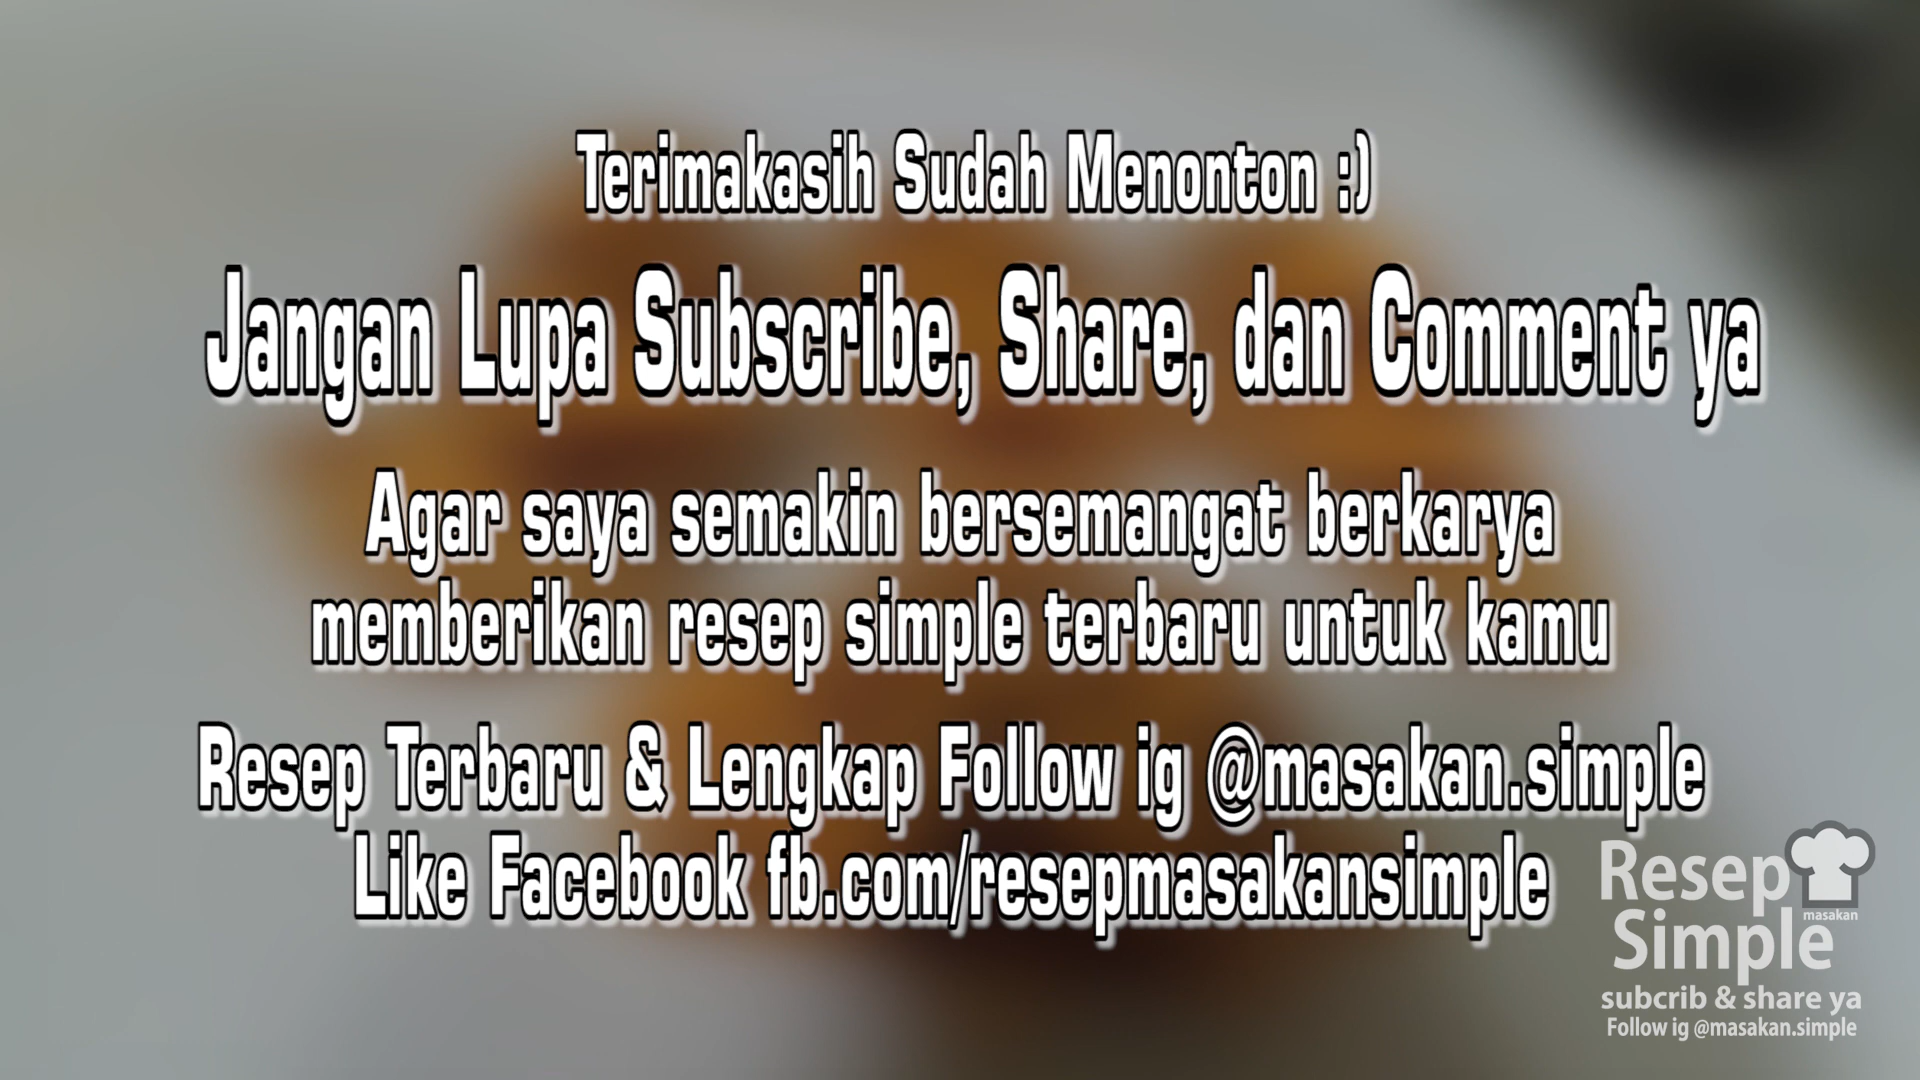 Terimakasih Sudah Menonton :)
Jangan Lupa Subscribe, Share, dan Comment ya
Agar saya semakin bersemangat berkarya
memberikan resep simple terbaru untuk kamu
Resep Terbaru & Lengkap Follow ig @masakan.simple
Like Facebook fb.com/resepmasakansimple
Resep
masakan
Simple
subcrib & share ya
Follow ig @masakan.simple